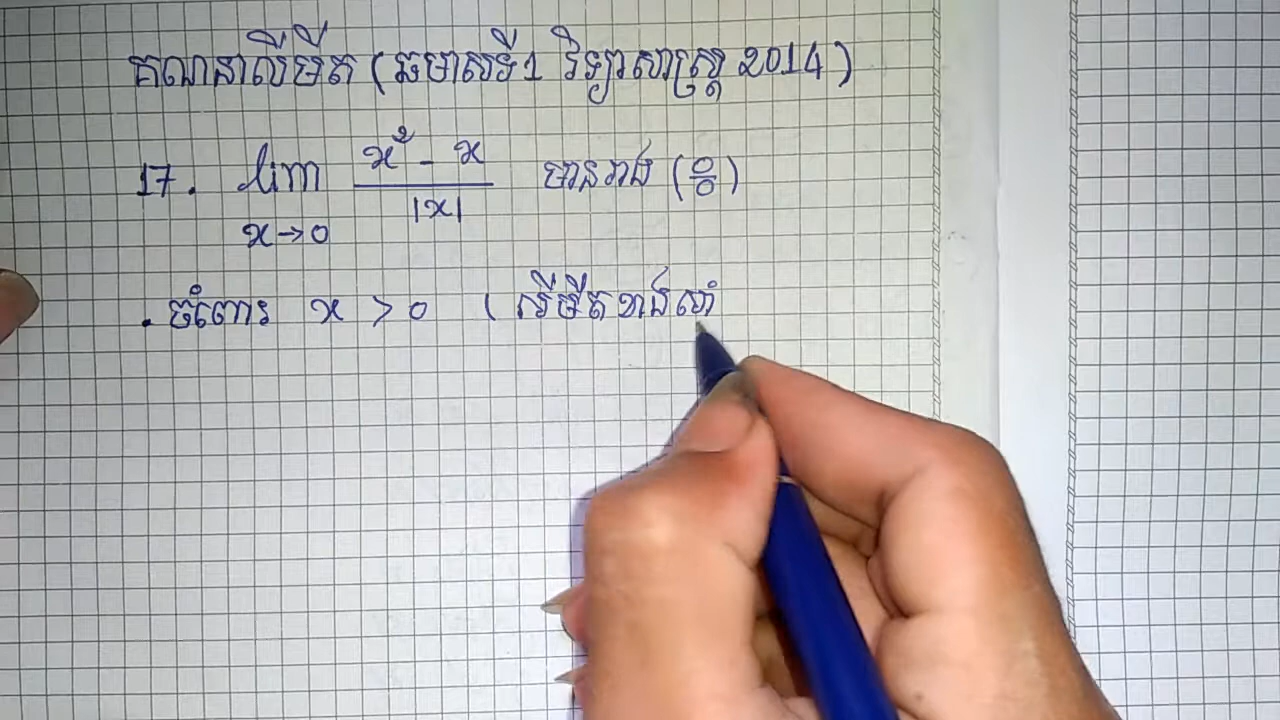 គណនាលីមីត (ឆមាសទី1 វិទ្យាសាស្ត្រ 2014)
17. lim x→0 (x² - x)/|x| មានរាង (0/0)
. ចំពោះ x > 0 ( លីមីតខាងស្តាំ